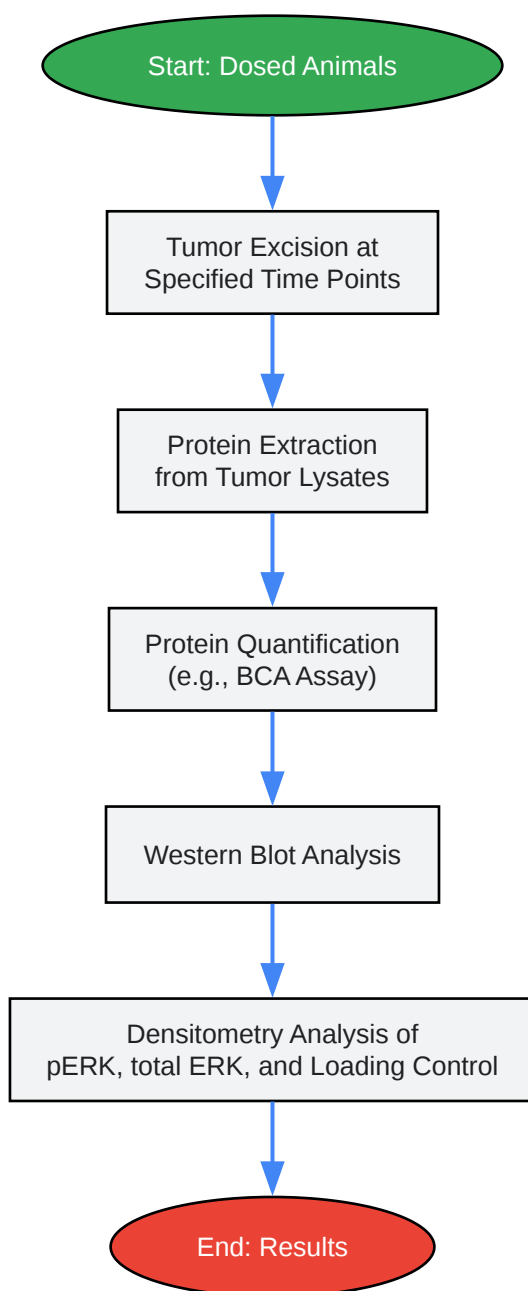 Start: Dosed Animals
Tumor Excision at
Specified Time Points
Protein Extraction
from Tumor Lysates
Protein Quantification
(e.g., BCA Assay)
Western Blot Analysis
Densitometry Analysis of
pERK, total ERK, and Loading Control
End: Results